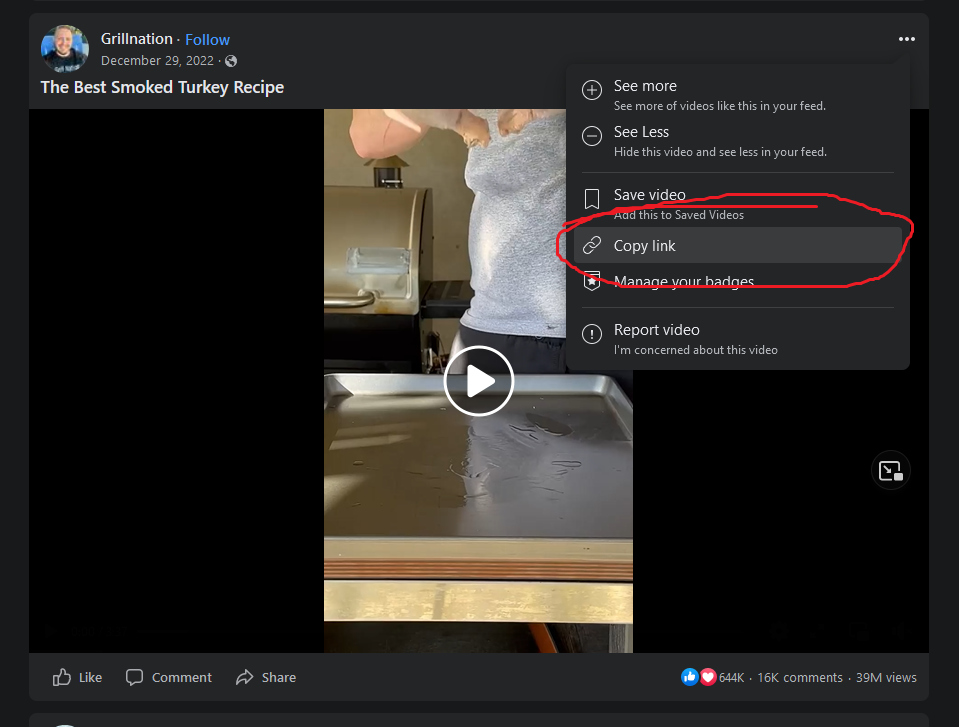 Grillnation · Follow
December 29, 2022 ·
The Best Smoked Turkey Recipe
See more
See more of videos like this in your feed.
See Less
Hide this video and see less in your feed.
Save video
Add this to Saved Videos
Copy link
Manage your badges
Report video
I'm concerned about this video
Like
Comment
Share
644K · 16K comments · 39M views